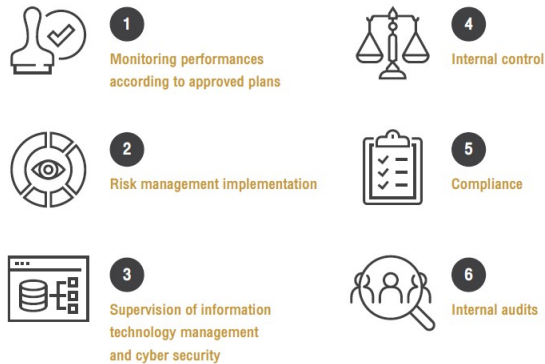 1
Monitoring performances
according to approved plans
2
Risk management implementation
3
Supervision of information
technology management
and cyber security
4
Internal control
5
Compliance
6
Internal audits